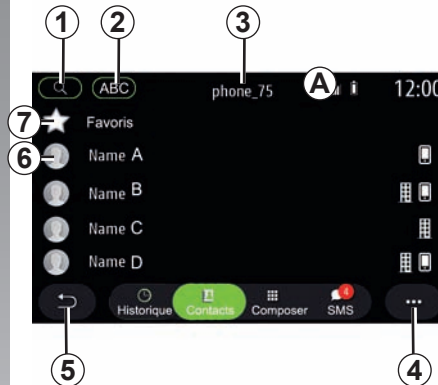 1 2 3
ABC phone_75 A 12:00
7 Favoris
6 Name A
Name B
Name C
Name D
Historique Contacts Composer SMS 4
5 4